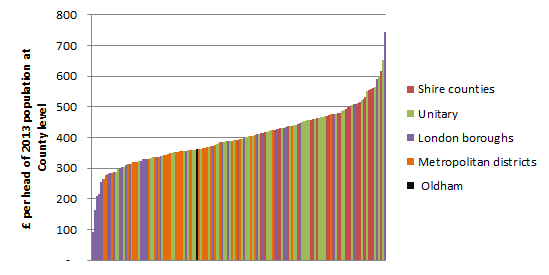 800
700
600
500
400
300
200
100
£ per head of 2013 population at
County level
Shire counties
Unitary
London boroughs
Metropolitan districts
Oldham